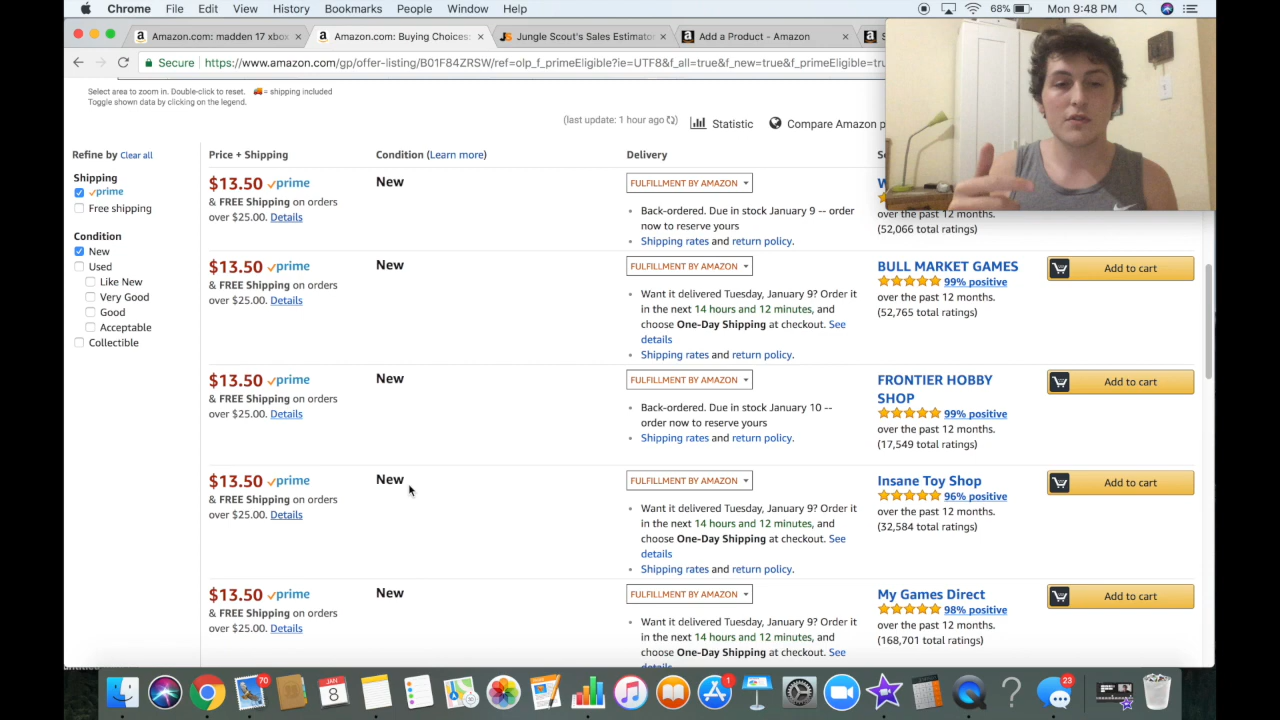 Chrome File Edit View History Bookmarks People Window Help 68% Mon 9:48 PM
Amazon.com: madden 17 xbox × Amazon.com: Buying Choices: × Jungle Scout's Sales Estimator × Add a Product - Amazon × S
Secure https://www.amazon.com/gp/offer-listing/B01F84ZRSW/ref=olp_f_primeEligible?ie=UTF8&f_all=true&f_new=true&f_primeEligible=true
Select area to zoom in. Double-click to reset. = shipping included
Toggle shown data by clicking on the legend.
(last update: 1 hour ago) Statistic Compare Amazon p
Refine by Clear all
Shipping
prime
Free shipping
Condition
New
Used
Like New
Very Good
Good
Acceptable
Collectible
Price + Shipping Condition (Learn more) Delivery
$13.50 prime New FULFILLMENT BY AMAZON
& FREE Shipping on orders
over $25.00. Details
Back-ordered. Due in stock January 9 -- order
now to reserve yours
Shipping rates and return policy.
over the past 12 months.
(52,066 total ratings)
$13.50 prime New FULFILLMENT BY AMAZON BULL MARKET GAMES Add to cart
& FREE Shipping on orders
over $25.00. Details
Want it delivered Tuesday, January 9? Order it
in the next 14 hours and 12 minutes, and
choose One-Day Shipping at checkout. See
details
Shipping rates and return policy.
99% positive
over the past 12 months.
(52,765 total ratings)
$13.50 prime New FULFILLMENT BY AMAZON FRONTIER HOBBY Add to cart
SHOP
& FREE Shipping on orders
over $25.00. Details
Back-ordered. Due in stock January 10 --
order now to reserve yours
Shipping rates and return policy.
99% positive
over the past 12 months.
(17,549 total ratings)
$13.50 prime New FULFILLMENT BY AMAZON Insane Toy Shop Add to cart
& FREE Shipping on orders
over $25.00. Details
Want it delivered Tuesday, January 9? Order it
in the next 14 hours and 12 minutes, and
choose One-Day Shipping at checkout. See
details
Shipping rates and return policy.
96% positive
over the past 12 months.
(32,584 total ratings)
$13.50 prime New FULFILLMENT BY AMAZON My Games Direct Add to cart
& FREE Shipping on orders
over $25.00. Details
Want it delivered Tuesday, January 9? Order it
in the next 14 hours and 12 minutes, and
choose One-Day Shipping at checkout. See
98% positive
over the past 12 months.
(168,701 total ratings)
70 JAN 8 1 23